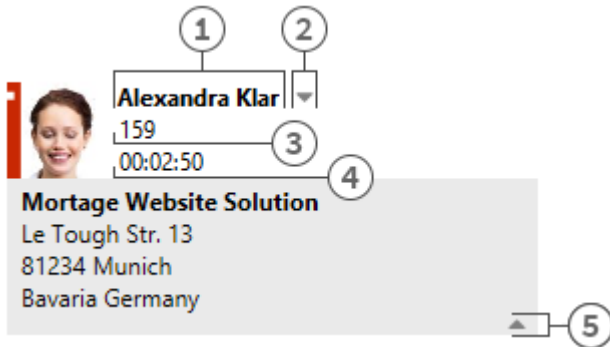 1 2
Alexandra Klar
159
3
00:02:50
4
Mortage Website Solution
Le Tough Str. 13
81234 Munich
Bavaria Germany
5